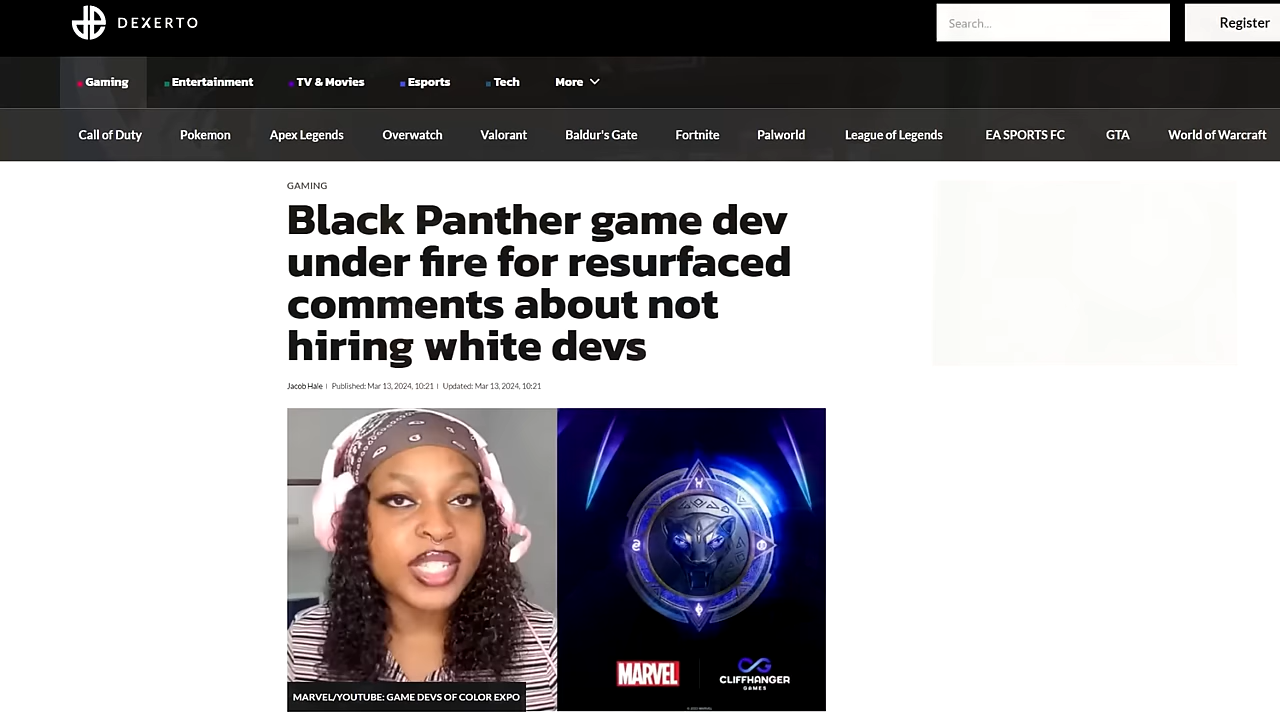 DEXERTO
Search...
Register
Gaming
Entertainment
TV & Movies
Esports
Tech
More
Call of Duty
Pokemon
Apex Legends
Overwatch
Valorant
Baldur's Gate
Fortnite
Palworld
League of Legends
EA SPORTS FC
GTA
World of Warcraft
GAMING
Black Panther game dev
under fire for resurfaced
comments about not
hiring white devs
Jacob Hale | Published: Mar 13, 2024, 10:21 | Updated: Mar 13, 2024, 10:21
MARVEL
CLIFFHANGER
GAMES
MARVEL/YOUTUBE: GAME DEVS OF COLOR EXPO